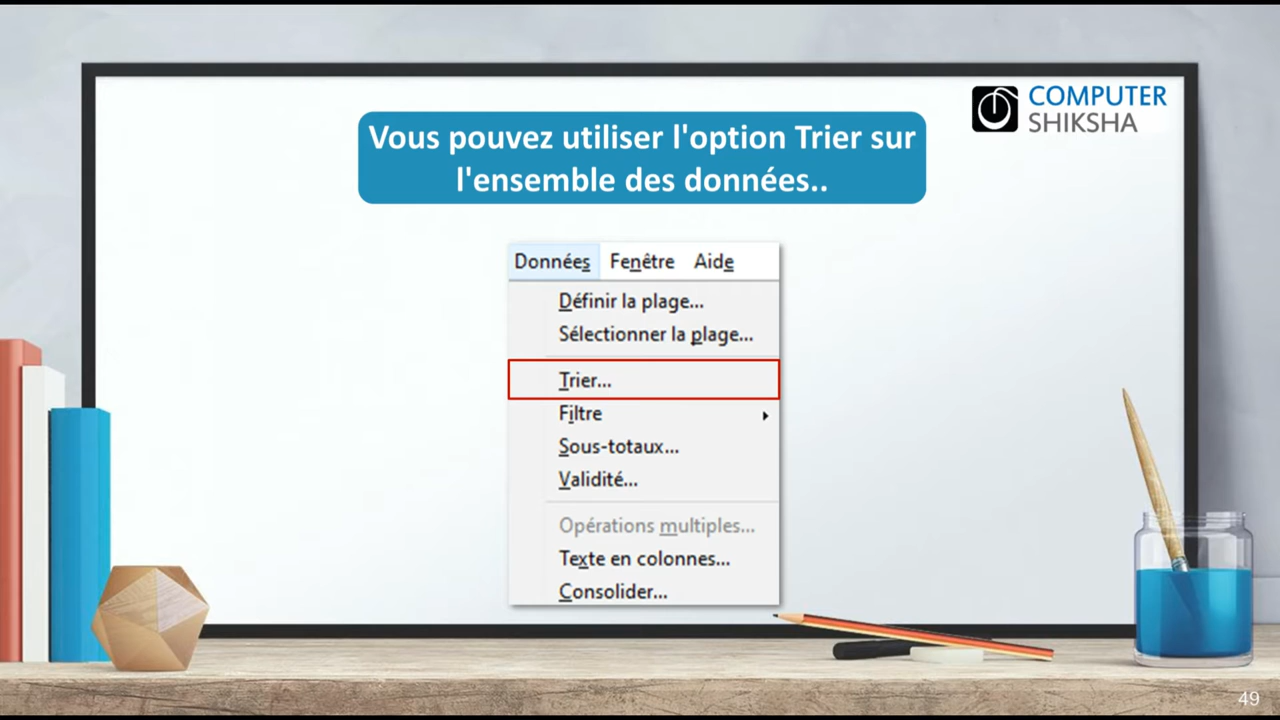 COMPUTER
SHIKSHA
Vous pouvez utiliser l'option Trier sur
l'ensemble des données..
Données Fenêtre Aide
Définir la plage...
Sélectionner la plage...
Trier...
Filtre
Sous-totaux...
Validité...
Opérations multiples...
Texte en colonnes...
Consolider...
49